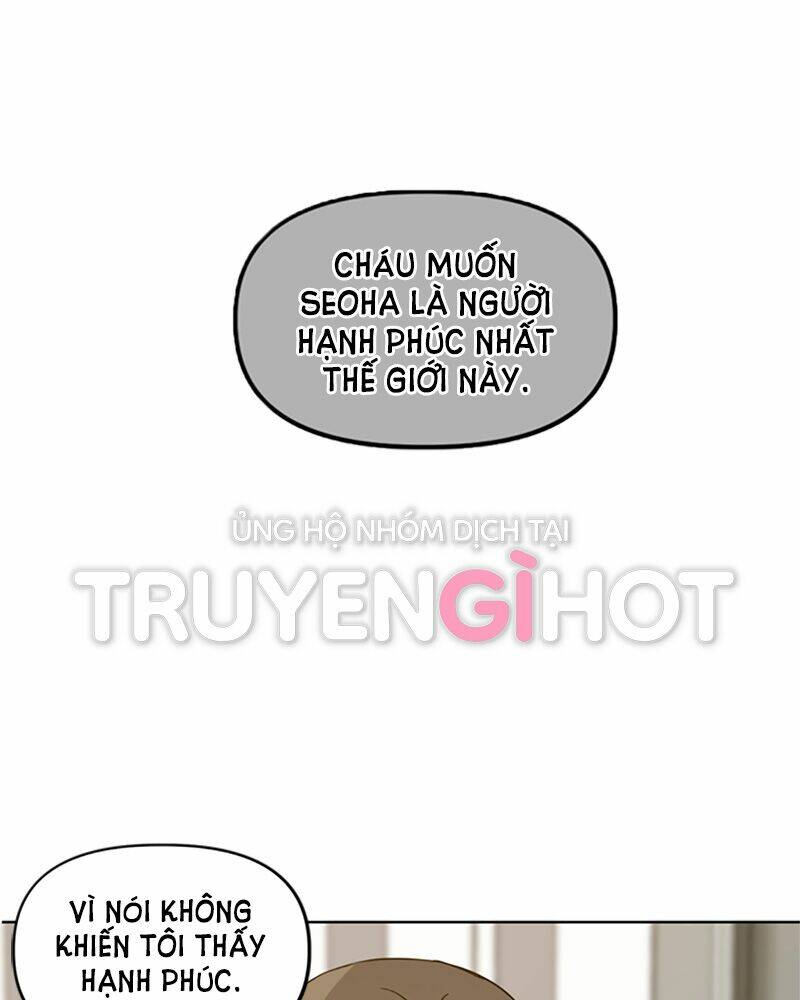 CHÁU MUỐN
SEOHA LÀ NGƯỜI
HẠNH PHÚC NHẤT
THẾ GIỚI NÀY.
ỦNG HỘ NHÓM DỊCH TẠI
TRUYENGÌHOT
VÌ NÓI KHÔNG
KHIẾN TÔI THẤY
HẠNH PHÚC.